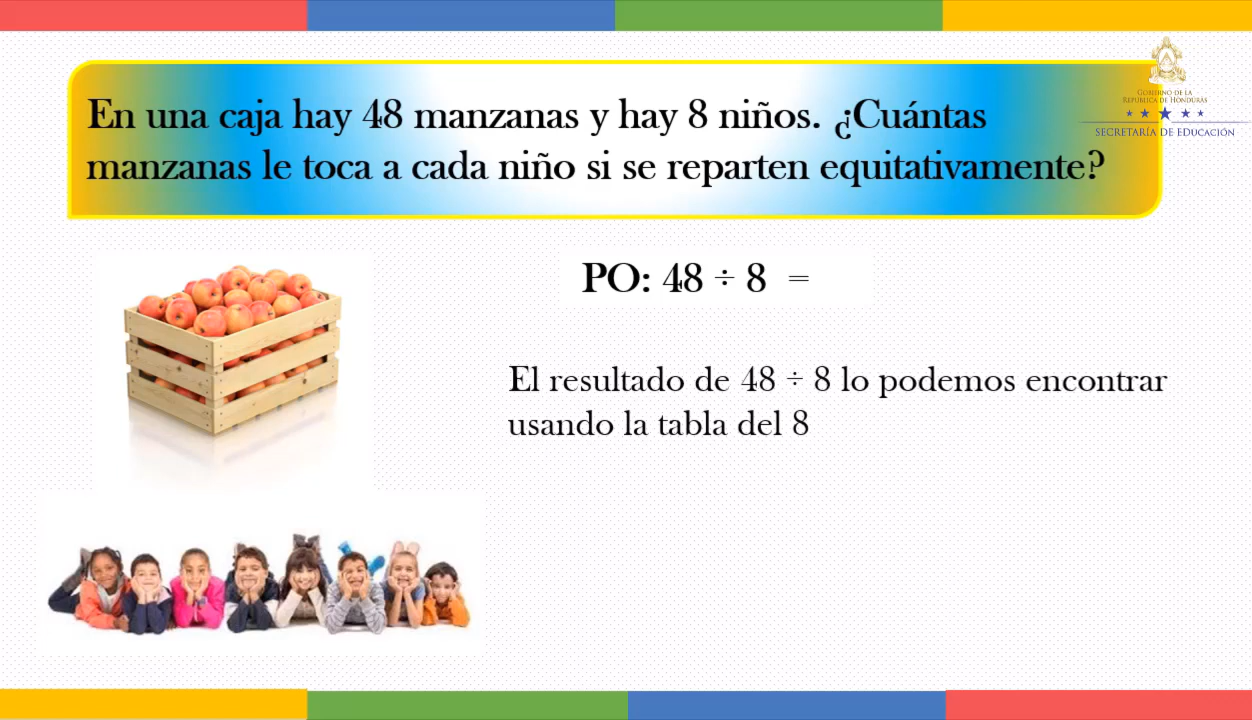 En una caja hay 48 manzanas y hay 8 niños. ¿Cuántas
manzanas le toca a cada niño si se reparten equitativamente?
GOBIERNO DE LA
REPÚBLICA DE HONDURAS
SECRETARÍA DE EDUCACIÓN
PO: 48 ÷ 8 =
El resultado de 48 ÷ 8 lo podemos encontrar
usando la tabla del 8